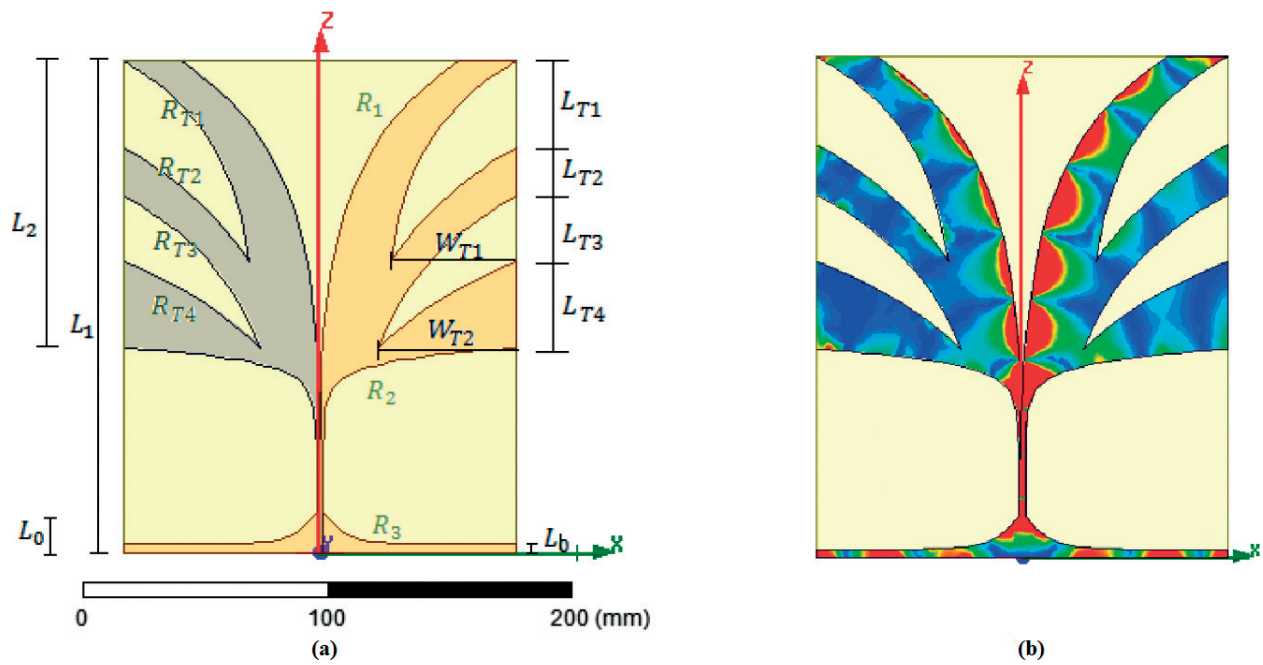 Z
R_T1
R_1
L_T1
R_T2
L_T2
L_2
R_T3
W_T1
L_T3
L_1
R_T4
W_T2
L_T4
R_2
L_0
R_3
L_b
Y
X
0 100 200 (mm)
(a)
Z
X
(b)